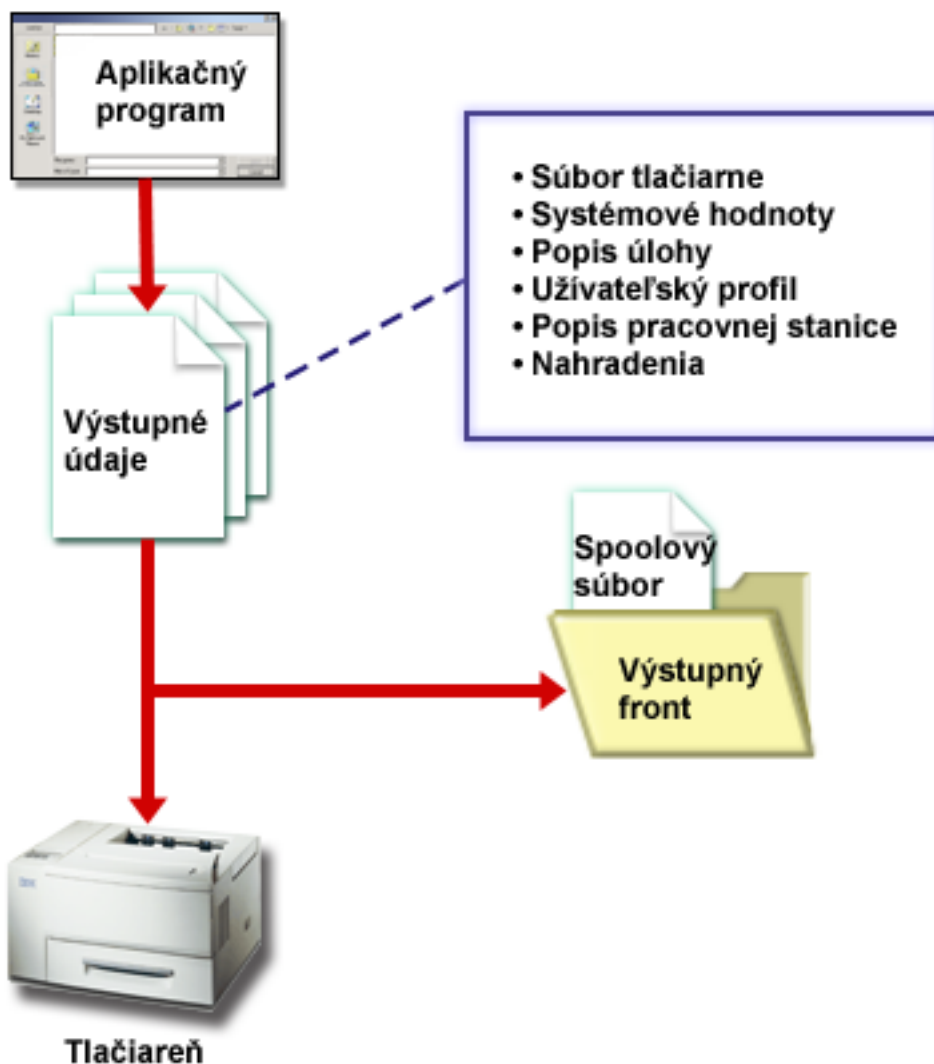 Aplikačný
program
• Súbor tlačiarne
• Systémové hodnoty
• Popis úlohy
• Užívateľský profil
• Popis pracovnej stanice
• Nahradenia
Výstupné
údaje
Spoolový
súbor
Výstupný
front
Tlačiareň